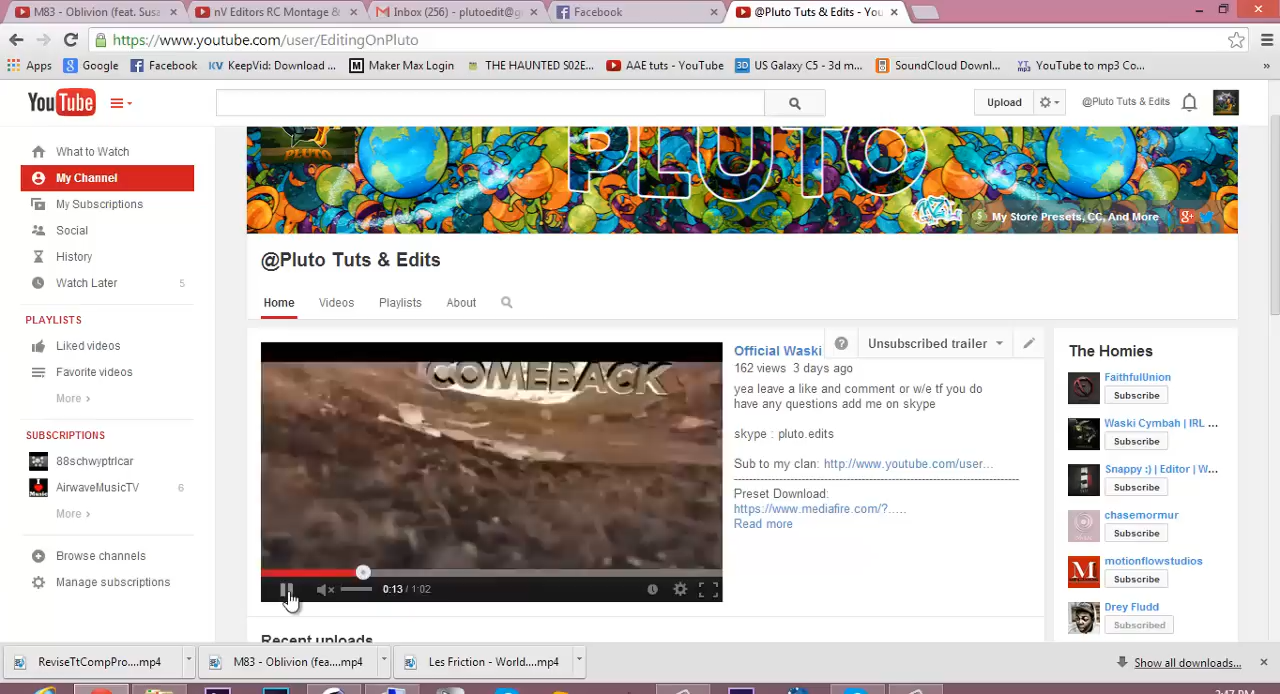 M83 - Oblivion (feat. Susa
nV Editors RC Montage &
Inbox (256) - plutoedit@g
Facebook
@Pluto Tuts & Edits - You
https://www.youtube.com/user/EditingOnPluto
Apps Google Facebook KV KeepVid: Download ... M Maker Max Login THE HAUNTED S02E... AAE tuts - YouTube 3D US Galaxy C5 - 3d m... SoundCloud Downl... YT YouTube to mp3 Co... »
YouTube
Upload
@Pluto Tuts & Edits
What to Watch
My Channel
My Subscriptions
Social
History
Watch Later 5
PLAYLISTS
Liked videos
Favorite videos
More ›
SUBSCRIPTIONS
88schwyptrlcar
AirwaveMusicTV 6
More ›
Browse channels
Manage subscriptions
PLUTO
PLUTO
$ My Store Presets, CC, And More g+
@Pluto Tuts & Edits
Home Videos Playlists About
COMEBACK
0:13 / 1:02
Official Waski ? Unsubscribed trailer
162 views 3 days ago
yea leave a like and comment or w/e tf you do
have any questions add me on skype
skype : pluto.edits
Sub to my clan: http://www.youtube.com/user...
Preset Download:
https://www.mediafire.com/?.....
Read more
Recent uploads
The Homies
FaithfulUnion
Subscribe
Waski Cymbah | IRL ...
Subscribe
Snappy :) | Editor | W...
Subscribe
chasemormur
Subscribe
motionflowstudios
Subscribe
Drey Fludd
Subscribed
ReviseTtCompPro....mp4
M83 - Oblivion (fea....mp4
Les Friction - World....mp4
Show all downloads...